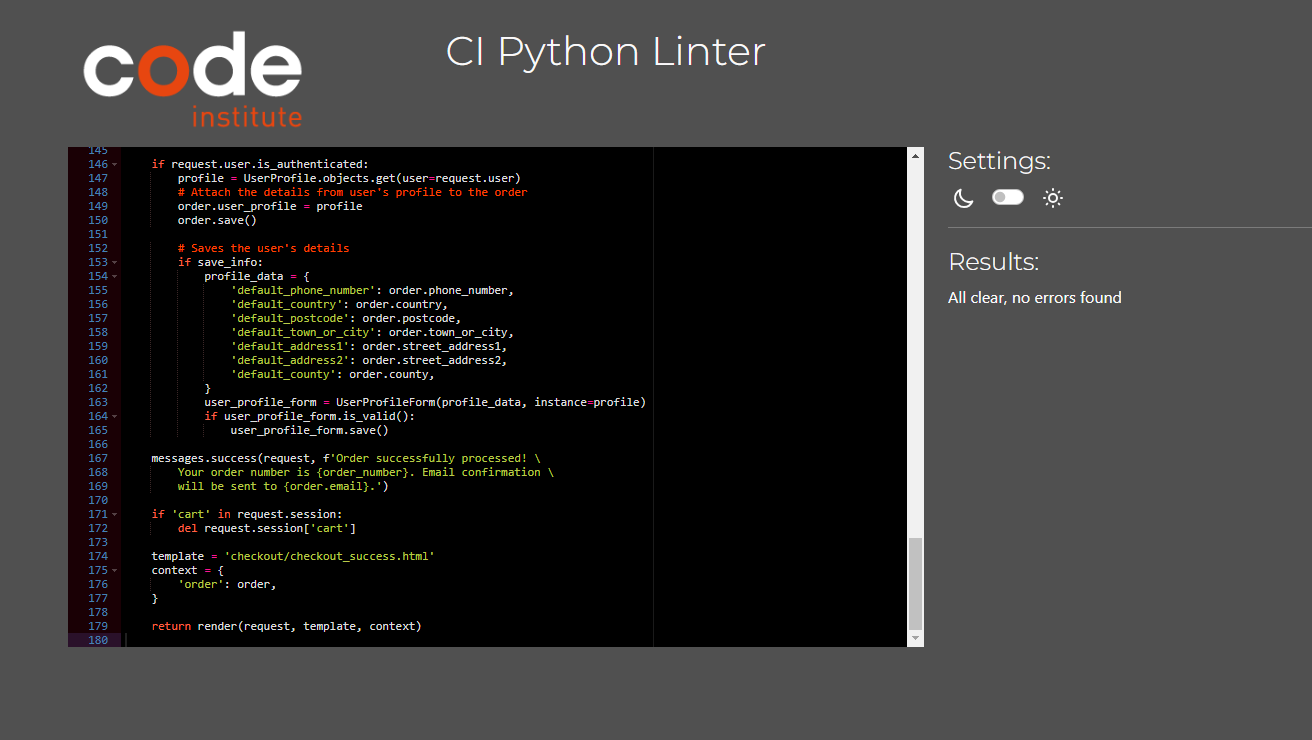 code
institute
CI Python Linter
145
146 if request.user.is_authenticated:
147 profile = UserProfile.objects.get(user=request.user)
148 # Attach the details from user's profile to the order
149 order.user_profile = profile
150 order.save()
151
152 # Saves the user's details
153 if save_info:
154 profile_data = {
155 'default_phone_number': order.phone_number,
156 'default_country': order.country,
157 'default_postcode': order.postcode,
158 'default_town_or_city': order.town_or_city,
159 'default_address1': order.street_address1,
160 'default_address2': order.street_address2,
161 'default_county': order.county,
162 }
163 user_profile_form = UserProfileForm(profile_data, instance=profile)
164 if user_profile_form.is_valid():
165 user_profile_form.save()
166
167 messages.success(request, f'Order successfully processed! \
168 Your order number is {order_number}. Email confirmation \
169 will be sent to {order.email}.')
170
171 if 'cart' in request.session:
172 del request.session['cart']
173
174 template = 'checkout/checkout_success.html'
175 context = {
176 'order': order,
177 }
178
179 return render(request, template, context)
180
Settings:
Results:
All clear, no errors found